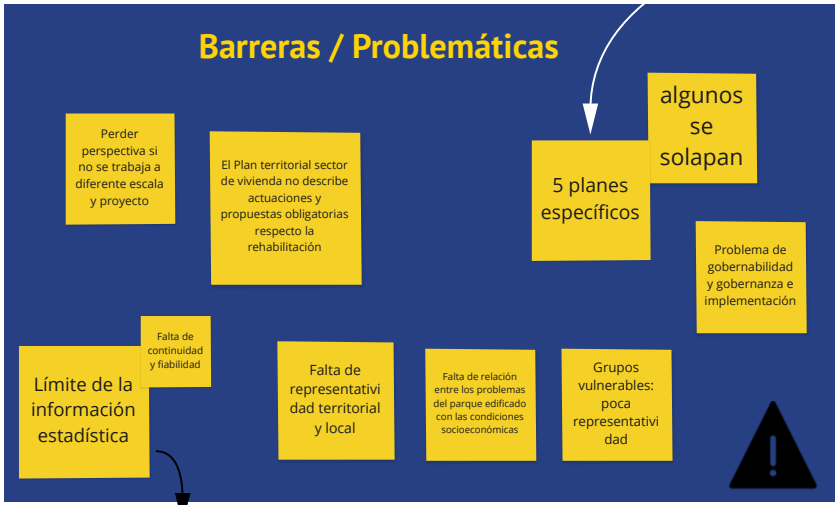 Barreras / Problemáticas
algunos
se
solapan
Perder
perspectiva si
no se trabaja a
diferente escala
y proyecto
El Plan territorial sector
de vivienda no describe
actuaciones y
propuestas obligatorias
respecto la
rehabilitación
5 planes
específicos
Problema de
gobernabilidad
y gobernanza e
implementación
Falta de
continuidad
y fiabilidad
Límite de la
información
estadística
Falta de
representativi
dad territorial
y local
Falta de relación
entre los problemas
del parque edificado
con las condiciones
socioeconómicas
Grupos
vulnerables:
poca
representativi
dad
!